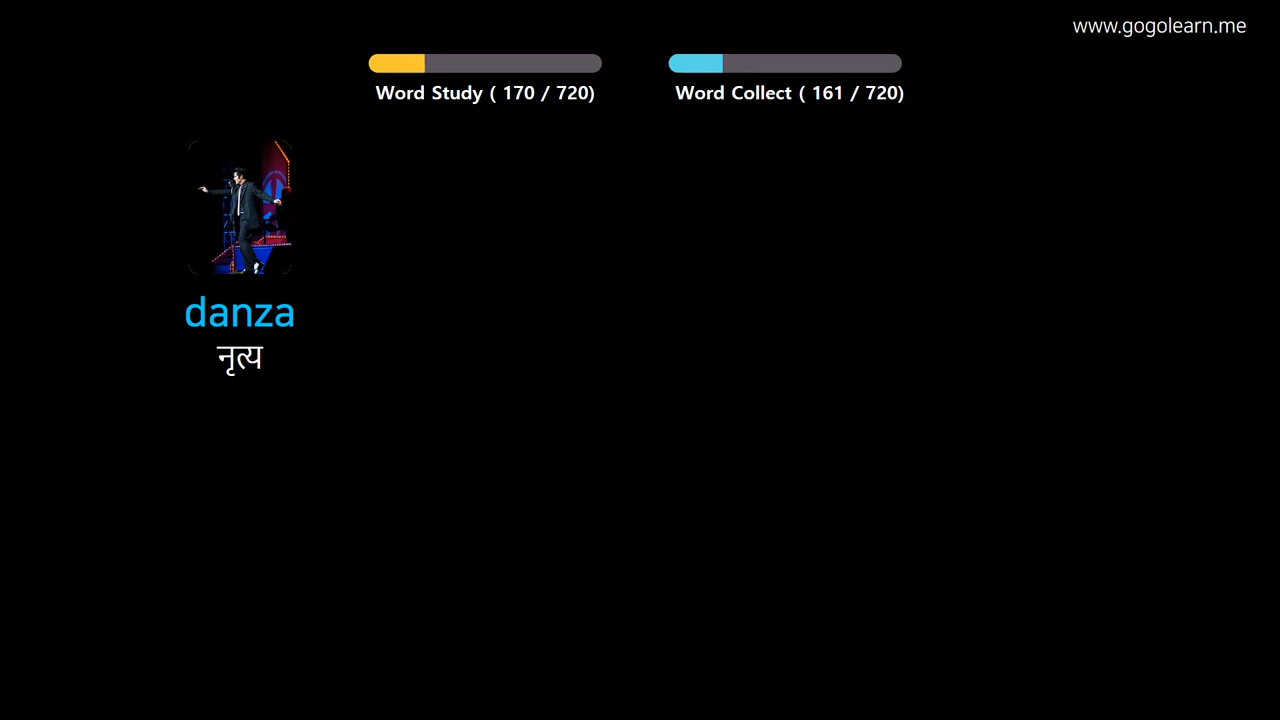 www.gogolearn.me
Word Study ( 170 / 720)
Word Collect ( 161 / 720)
danza
नृत्य